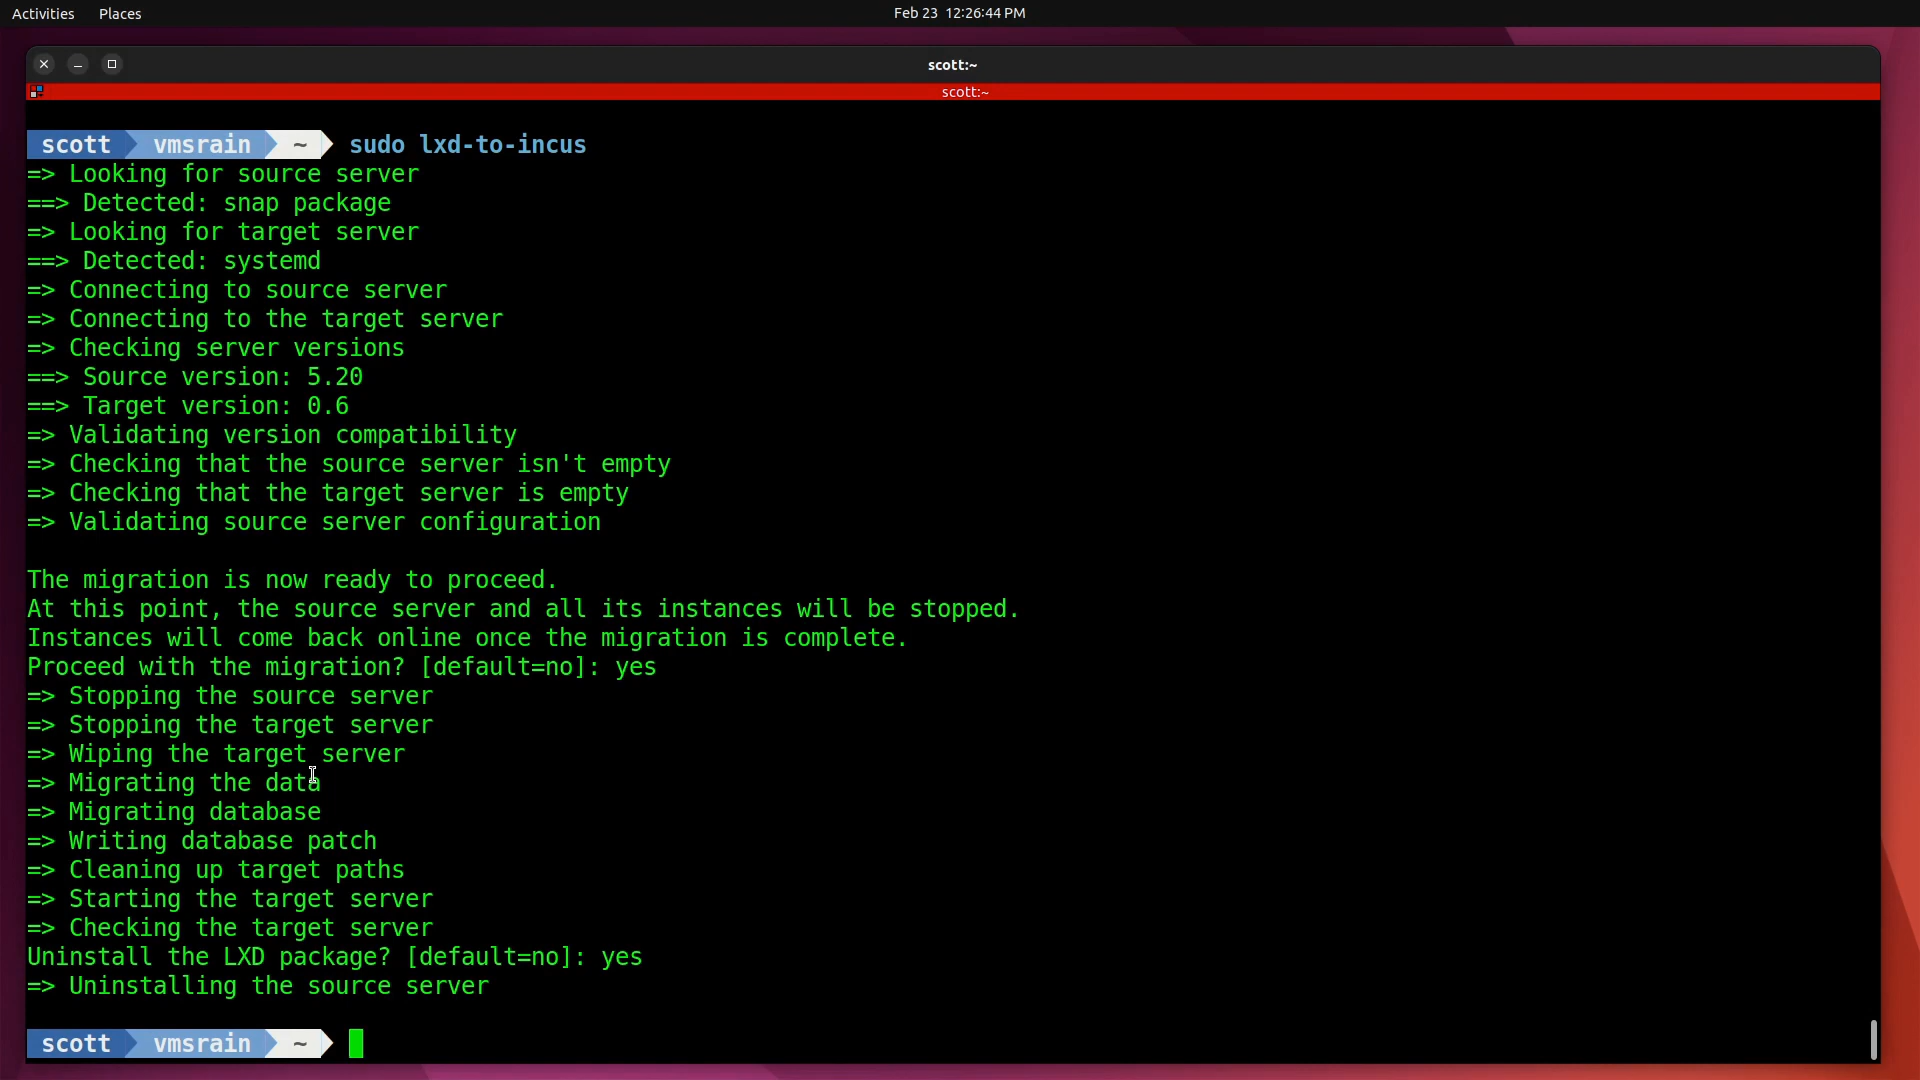 Activities Places Feb 23 12:26:44 PM
scott:~
scott:~
scott vmsrain ~ sudo lxd-to-incus
=> Looking for source server
==> Detected: snap package
=> Looking for target server
==> Detected: systemd
=> Connecting to source server
=> Connecting to the target server
=> Checking server versions
==> Source version: 5.20
==> Target version: 0.6
=> Validating version compatibility
=> Checking that the source server isn't empty
=> Checking that the target server is empty
=> Validating source server configuration
The migration is now ready to proceed.
At this point, the source server and all its instances will be stopped.
Instances will come back online once the migration is complete.
Proceed with the migration? [default=no]: yes
=> Stopping the source server
=> Stopping the target server
=> Wiping the target server
=> Migrating the data
=> Migrating database
=> Writing database patch
=> Cleaning up target paths
=> Starting the target server
=> Checking the target server
Uninstall the LXD package? [default=no]: yes
=> Uninstalling the source server
scott vmsrain ~